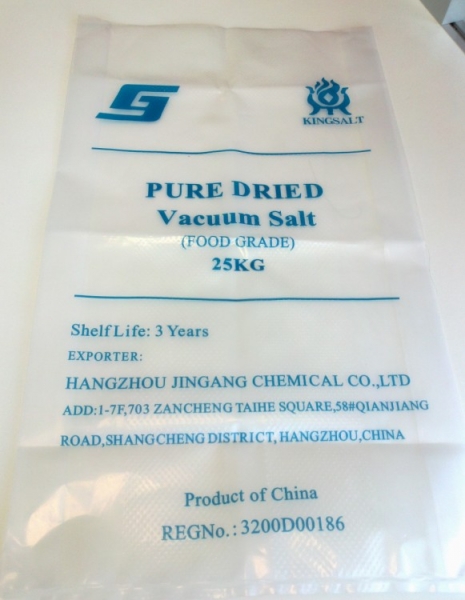 KINGSALT
PURE DRIED
Vacuum Salt
(FOOD GRADE)
25KG
Shelf Life: 3 Years
EXPORTER:
HANGZHOU JINGANG CHEMICAL CO.,LTD
ADD:1-7F,703 ZANCHENG TAIHE SQUARE,58#QIANJIANG
ROAD,SHANGCHENG DISTRICT, HANGZHOU,CHINA
Product of China
REGNo.: 3200D00186